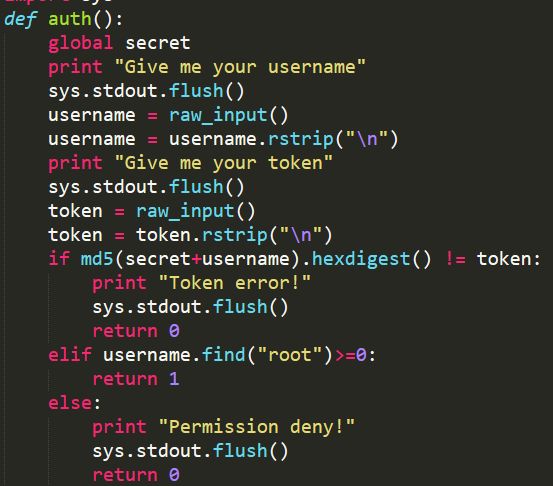 import sys
def auth():
    global secret
    print "Give me your username"
    sys.stdout.flush()
    username = raw_input()
    username = username.rstrip("\n")
    print "Give me your token"
    sys.stdout.flush()
    token = raw_input()
    token = token.rstrip("\n")
    if md5(secret+username).hexdigest() != token:
        print "Token error!"
        sys.stdout.flush()
        return 0
    elif username.find("root")>=0:
        return 1
    else:
        print "Permission deny!"
        sys.stdout.flush()
        return 0